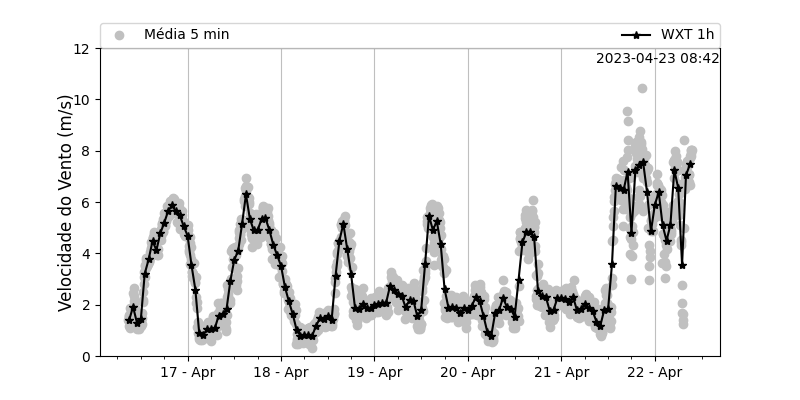 Média 5 min
WXT 1h
2023-04-23 08:42
Velocidade do Vento (m/s)
12
10
8
6
4
2
0
17 - Apr
18 - Apr
19 - Apr
20 - Apr
21 - Apr
22 - Apr